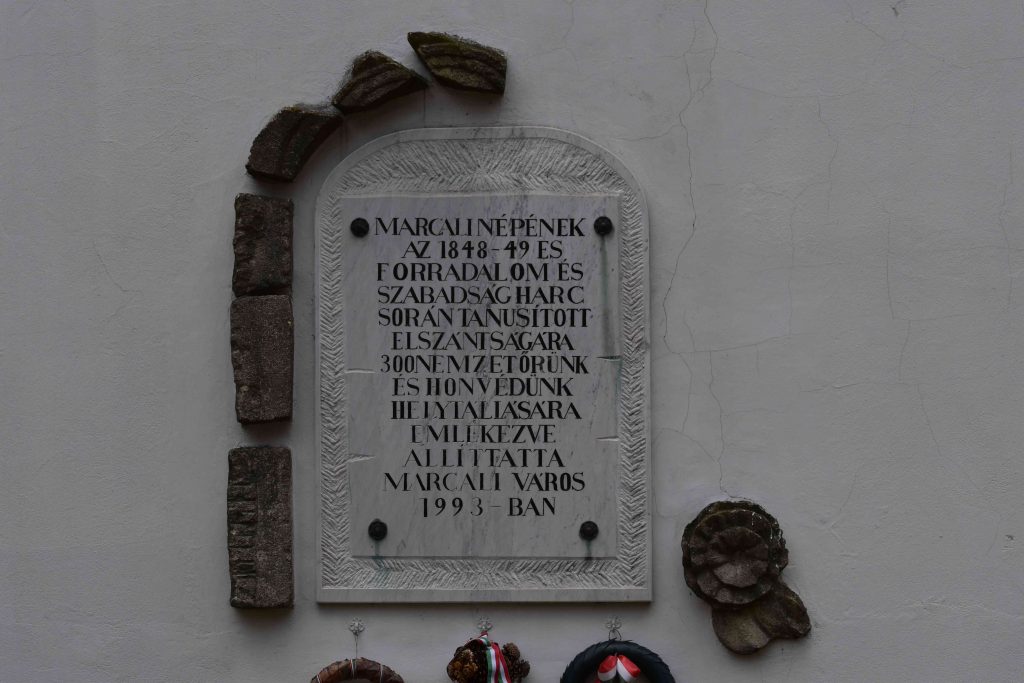 MARCALI NÉPÉNEK
AZ 1848-49 ES
FORRADALOM ÉS
SZABADSÁGHARC
SORÁN TANUSÍTOTT
ELSZÁNTSÁGÁRA
300 NEMZETŐRÜNK
ÉS HONVÉDÜNK
HELYTÁLLÁSÁRA
EMLÉKEZVE
ÁLLÍTTATTA
MARCALI VÁROS
1993-BAN